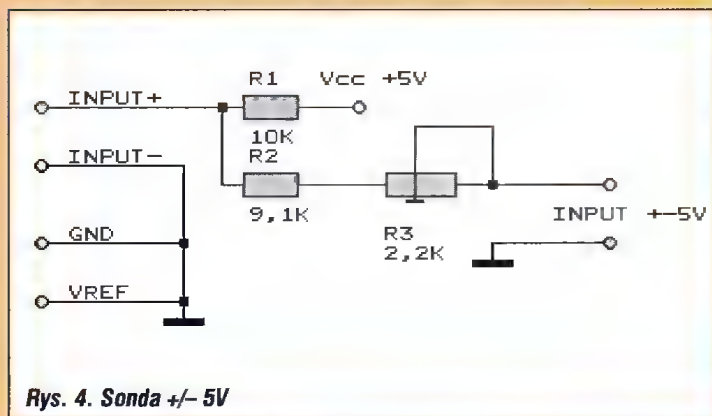 R1 Vcc +5V
INPUT+
10K
INPUT-
R2
9,1K
INPUT +-5V
GND
R3
2,2K
VREF
Rys. 4. Sonda +/- 5V